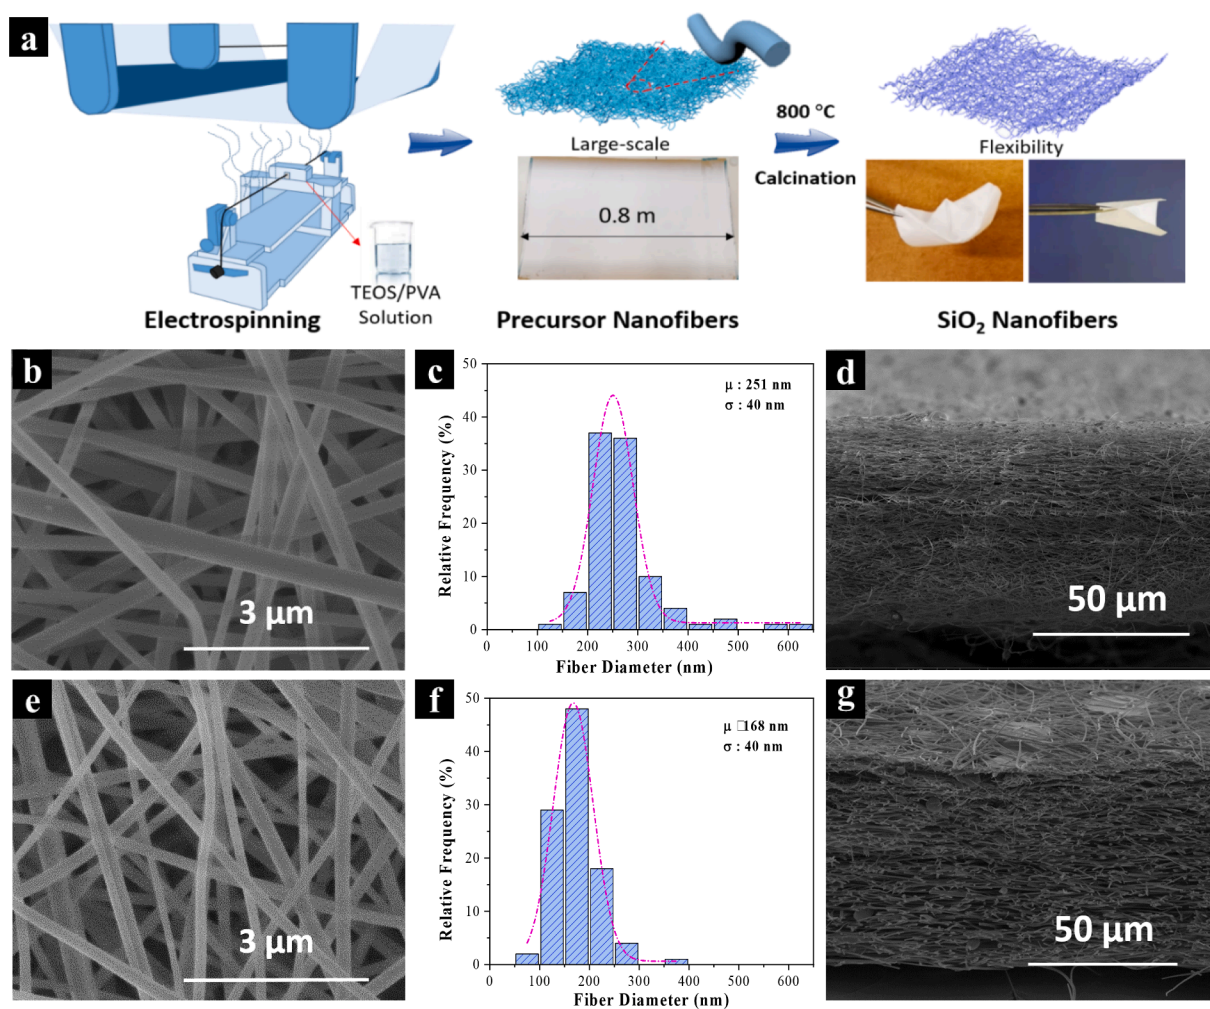 a
800 °C
Calcination
Large-scale
0.8 m
Flexibility
TEOS/PVA
Solution
Electrospinning
Precursor Nanofibers
SiO₂ Nanofibers
b
3 µm
c
50
40
30
20
10
0
Relative Frequency (%)
μ : 251 nm
σ : 40 nm
0 100 200 300 400 500 600
Fiber Diameter (nm)
d
50 µm
e
3 µm
f
50
40
30
20
10
0
Relative Frequency (%)
μ □168 nm
σ : 40 nm
0 100 200 300 400 500 600
Fiber Diameter (nm)
g
50 µm